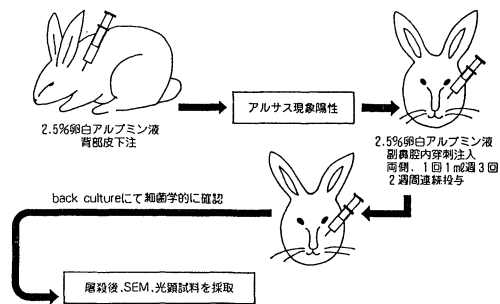 2.5%卵白アルブミン液
背部皮下注
アルサス現象陽性
2.5%卵白アルブミン液
副鼻腔内穿刺注入
両側、1回1mℓ週3回
2週間連続投与
back cultureにて細菌学的に確認
屠殺後、SEM、光顕試料を採取